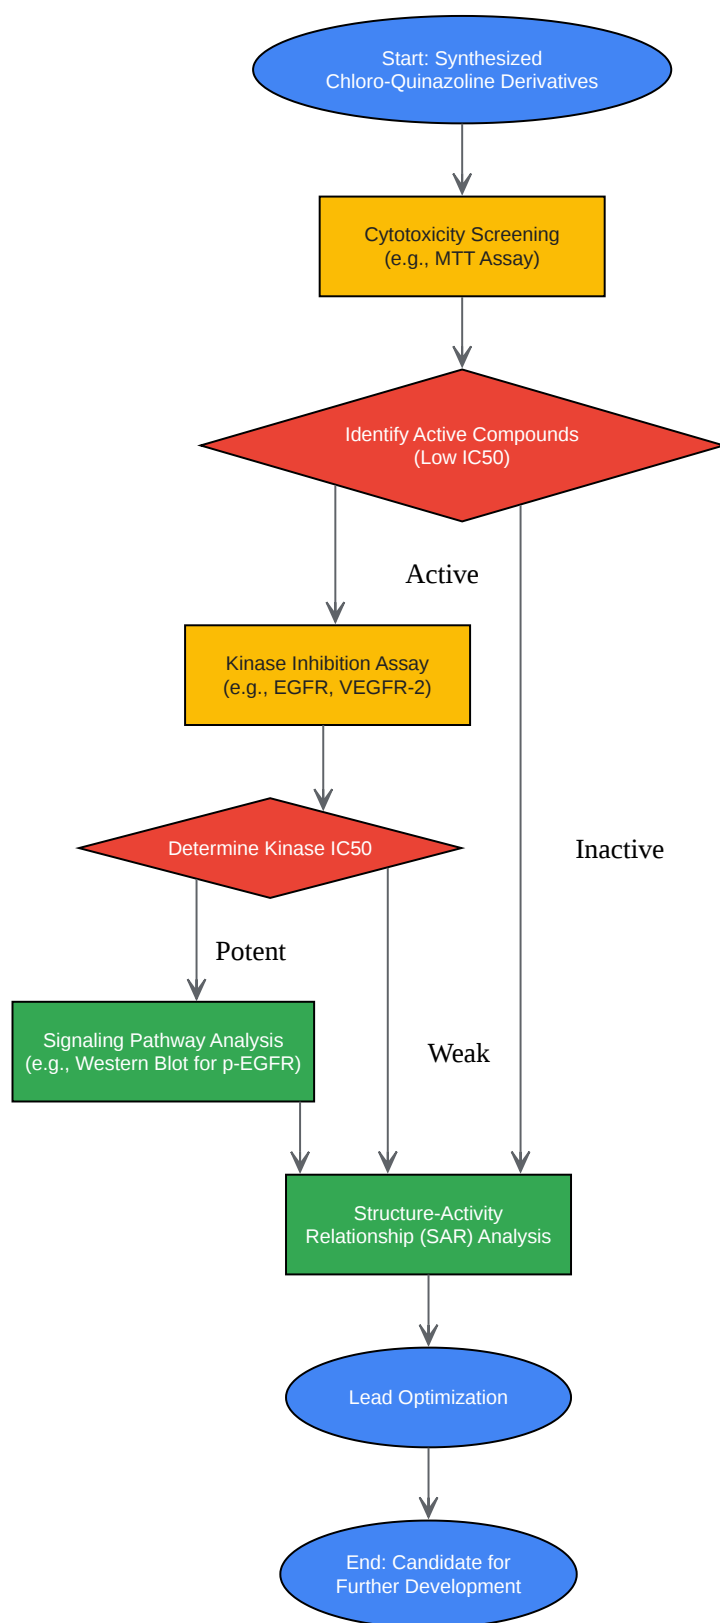 Start: Synthesized
Chloro-Quinazoline Derivatives
Cytotoxicity Screening
(e.g., MTT Assay)
Identify Active Compounds
(Low IC50)
Active
Kinase Inhibition Assay
(e.g., EGFR, VEGFR-2)
Determine Kinase IC50
Inactive
Potent
Signaling Pathway Analysis
(e.g., Western Blot for p-EGFR)
Weak
Structure-Activity
Relationship (SAR) Analysis
Lead Optimization
End: Candidate for
Further Development